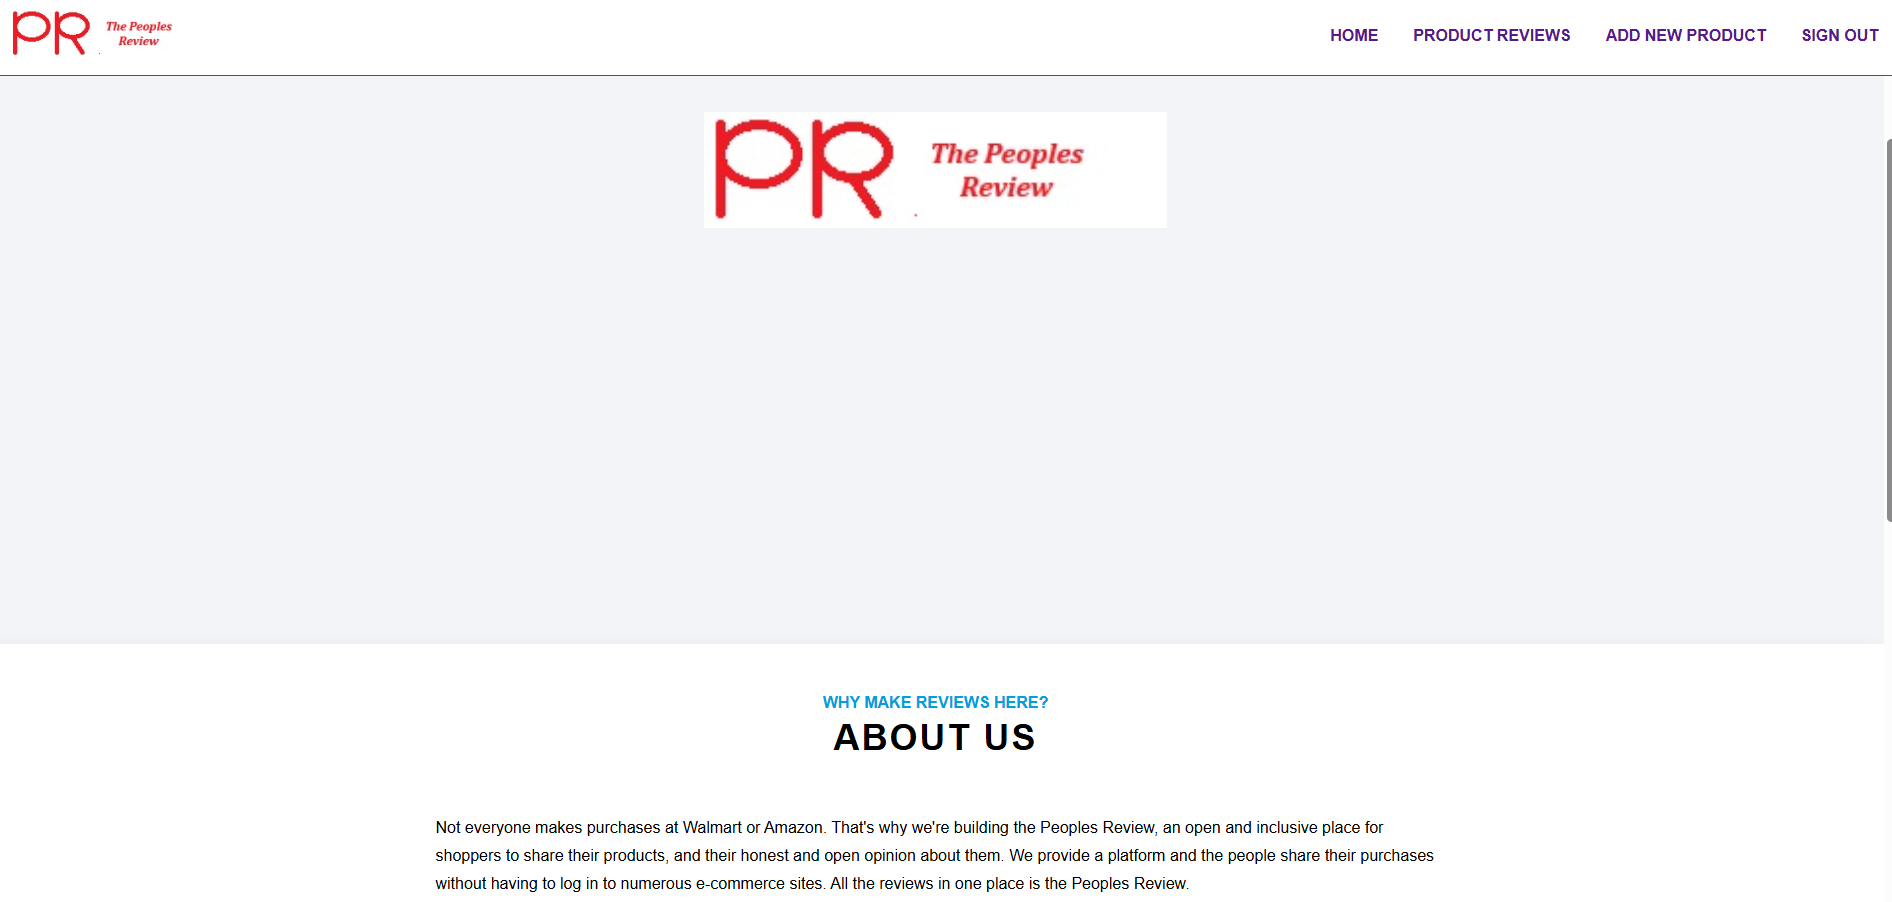 PR The Peoples
Review
HOME PRODUCT REVIEWS ADD NEW PRODUCT SIGN OUT
PR The Peoples
Review
WHY MAKE REVIEWS HERE?
ABOUT US
Not everyone makes purchases at Walmart or Amazon. That's why we're building the Peoples Review, an open and inclusive place for
shoppers to share their products, and their honest and open opinion about them. We provide a platform and the people share their purchases
without having to log in to numerous e-commerce sites. All the reviews in one place is the Peoples Review.